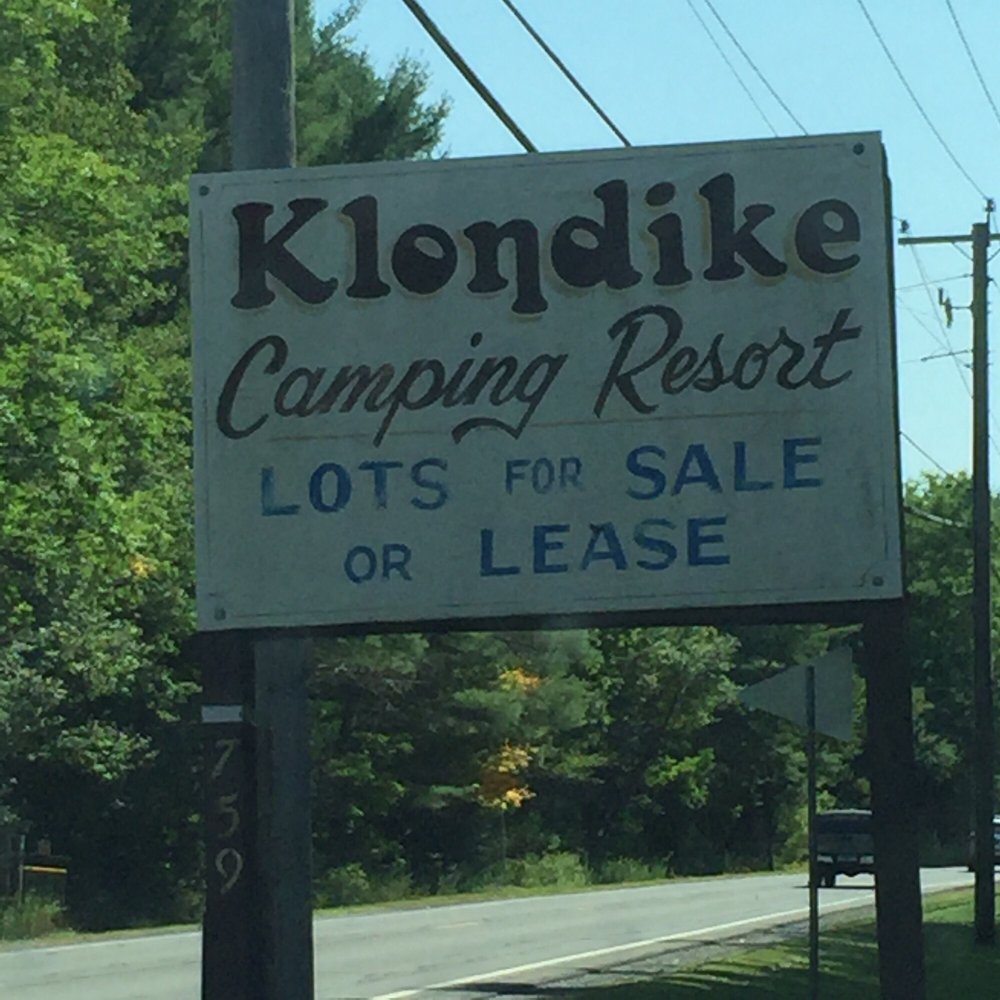 Klondike
Camping Resort
LOTS FOR SALE
OR LEASE
759